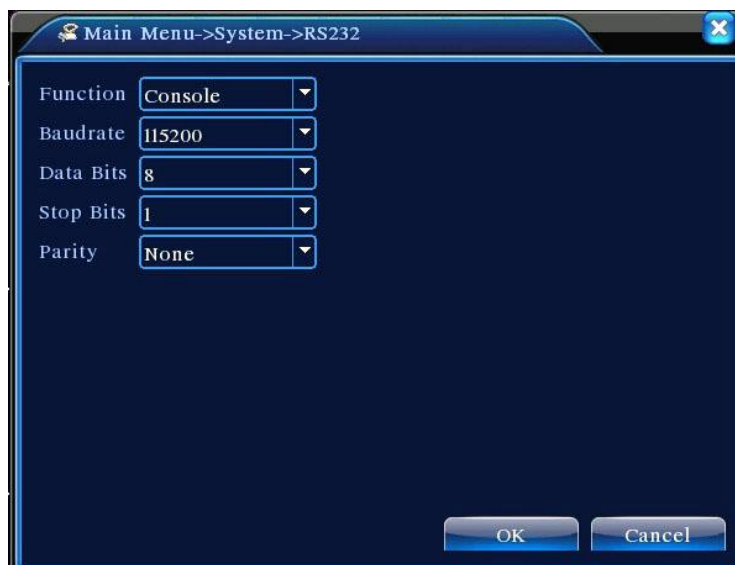 Main Menu->System->RS232
Function Console
Baudrate 115200
Data Bits 8
Stop Bits 1
Parity None
OK Cancel